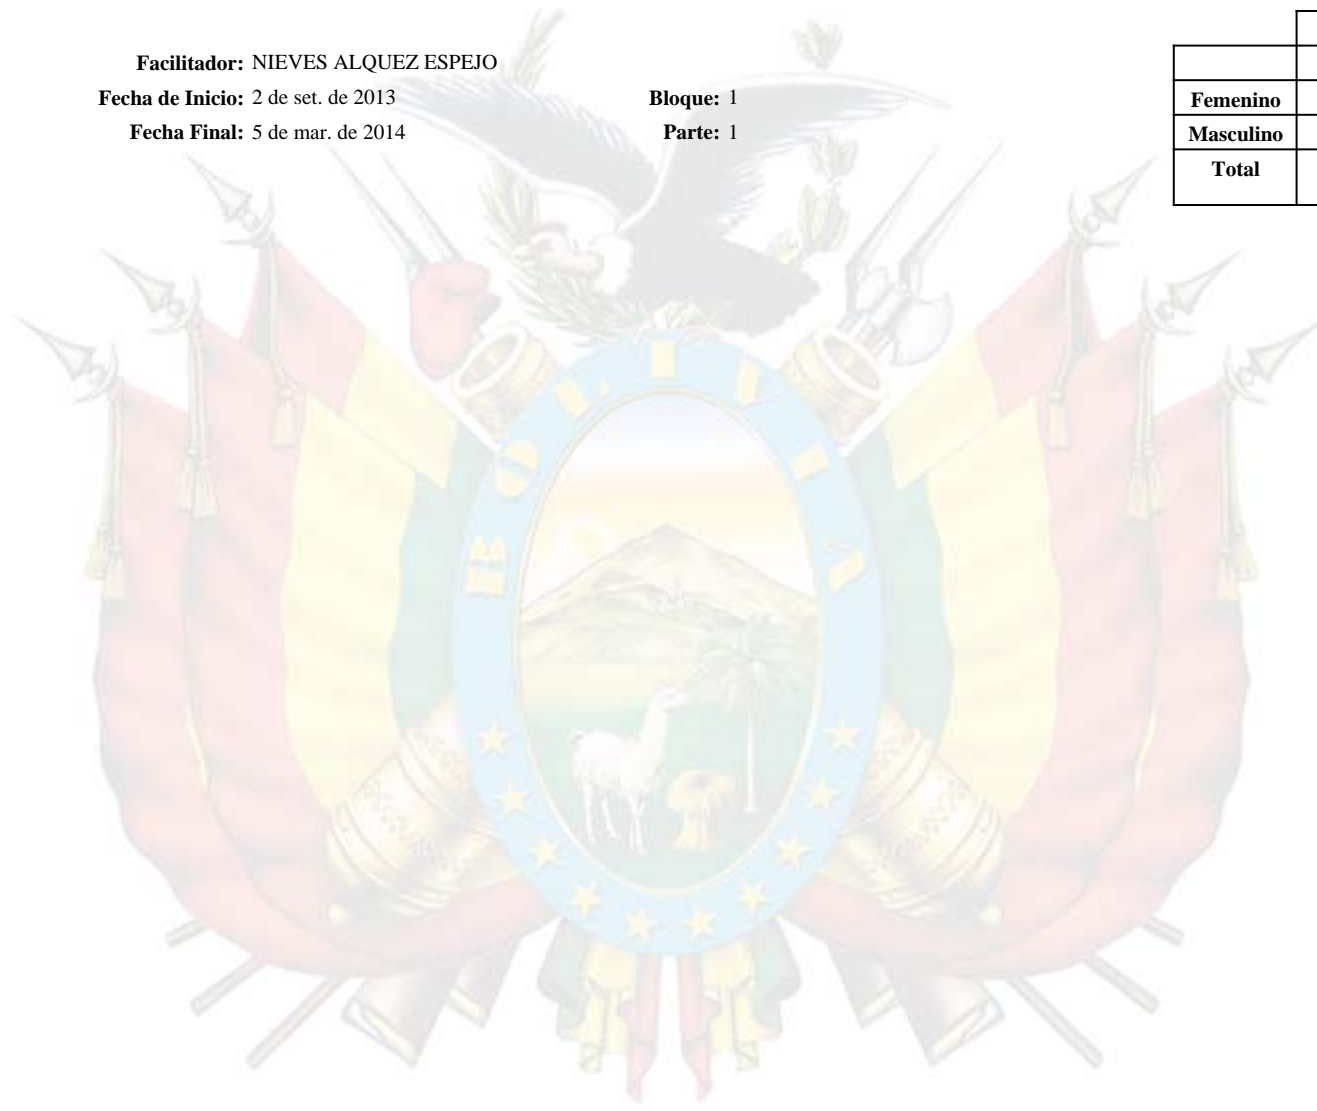 Facilitador: NIEVES ALQUEZ ESPEJO
Fecha de Inicio: 2 de set. de 2013 Bloque: 1
Fecha Final: 5 de mar. de 2014 Parte: 1
Femenino
Masculino
Total
BOLIVIA